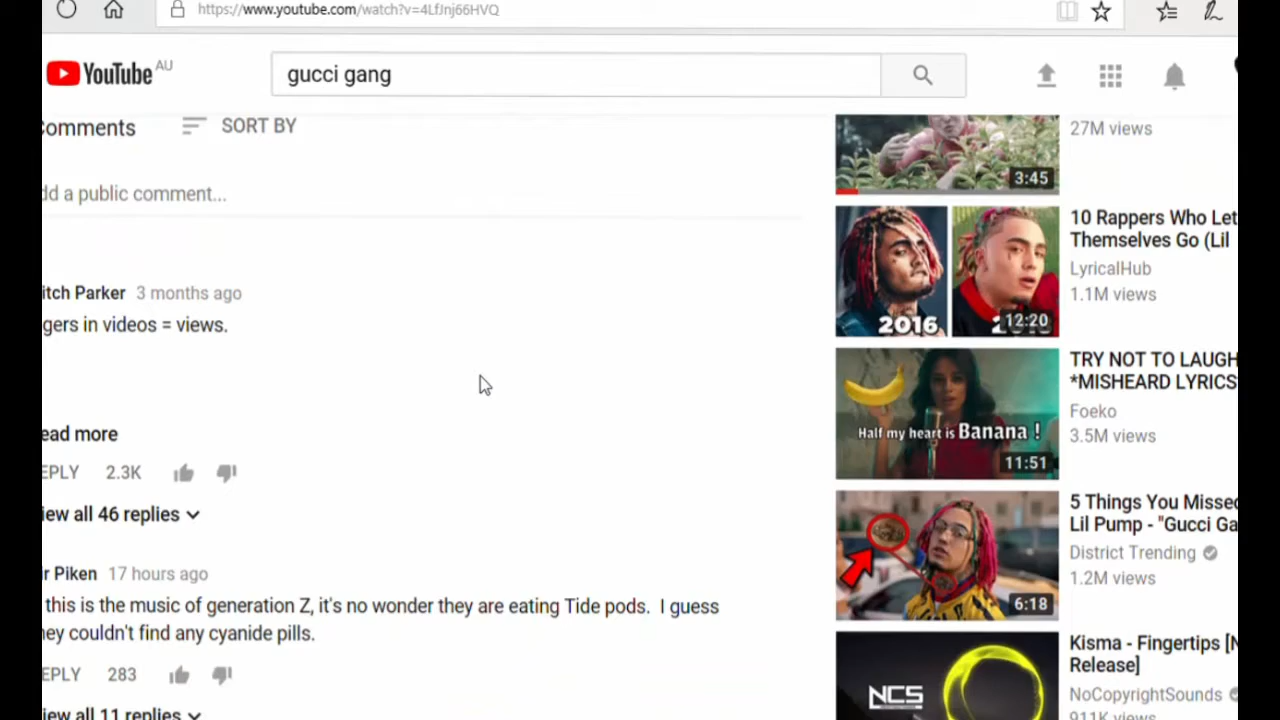 https://www.youtube.com/watch?v=4LfJnj66HVQ
YouTube AU
gucci gang
omments
SORT BY
dd a public comment...
itch Parker 3 months ago
gers in videos = views.
ead more
EPLY 2.3K
iew all 46 replies
r Piken 17 hours ago
this is the music of generation Z, it's no wonder they are eating Tide pods. I guess
ney couldn't find any cyanide pills.
EPLY 283
iew all 11 replies
3:45
27M views
2016
12:20
10 Rappers Who Let
Themselves Go (Lil
LyricalHub
1.1M views
Half my heart is Banana !
11:51
TRY NOT TO LAUGH
*MISHEARD LYRICS
Foeko
3.5M views
6:18
5 Things You Missed
Lil Pump - "Gucci Ga
District Trending
1.2M views
NCS
Kisma - Fingertips [N
Release]
NoCopyrightSounds
911K views